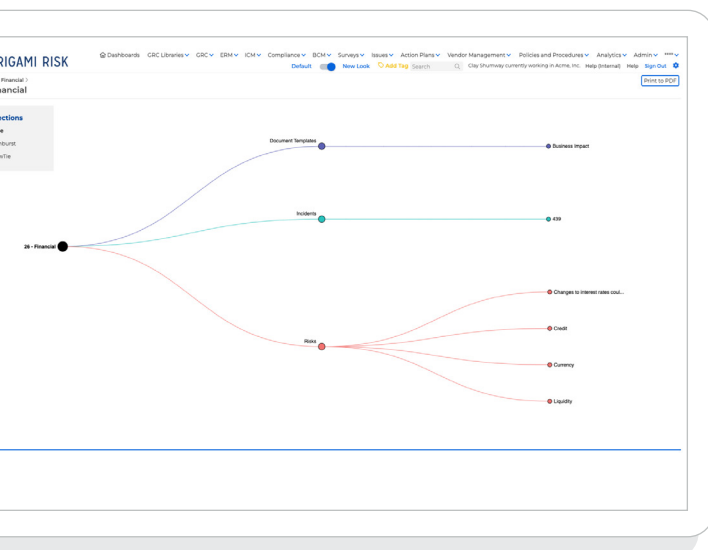 RIGAMI RISK
Dashboards GRC Libraries GRC ERM ICM Compliance BCM Surveys Issues Action Plans Vendor Management Policies and Procedures Analytics Admin ****
Default New Look Add Tag Search Clay Shumway currently working in Acme, Inc. Help (Internal) Help Sign Out
Financial
ancial
Print to PDF
ections
e
nburst
wTie
Document Templates
Business Impact
Incidents
439
26 - Financial
Changes to interest rates coul...
Risks
Credit
Currency
Liquidity